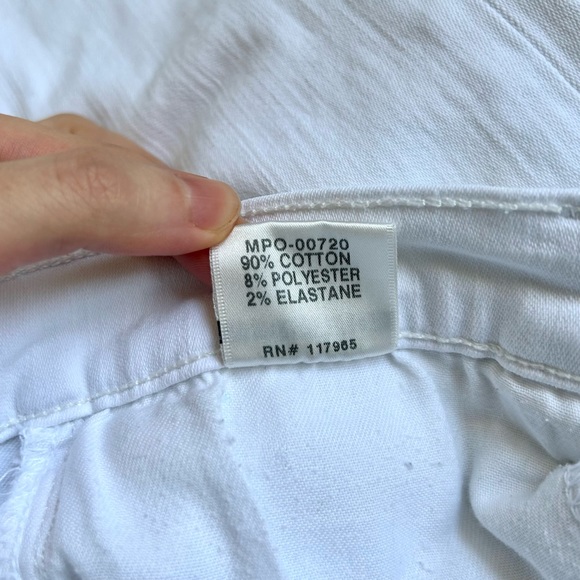 MPO-00720
90% COTTON
8% POLYESTER
2% ELASTANE
RN# 117965